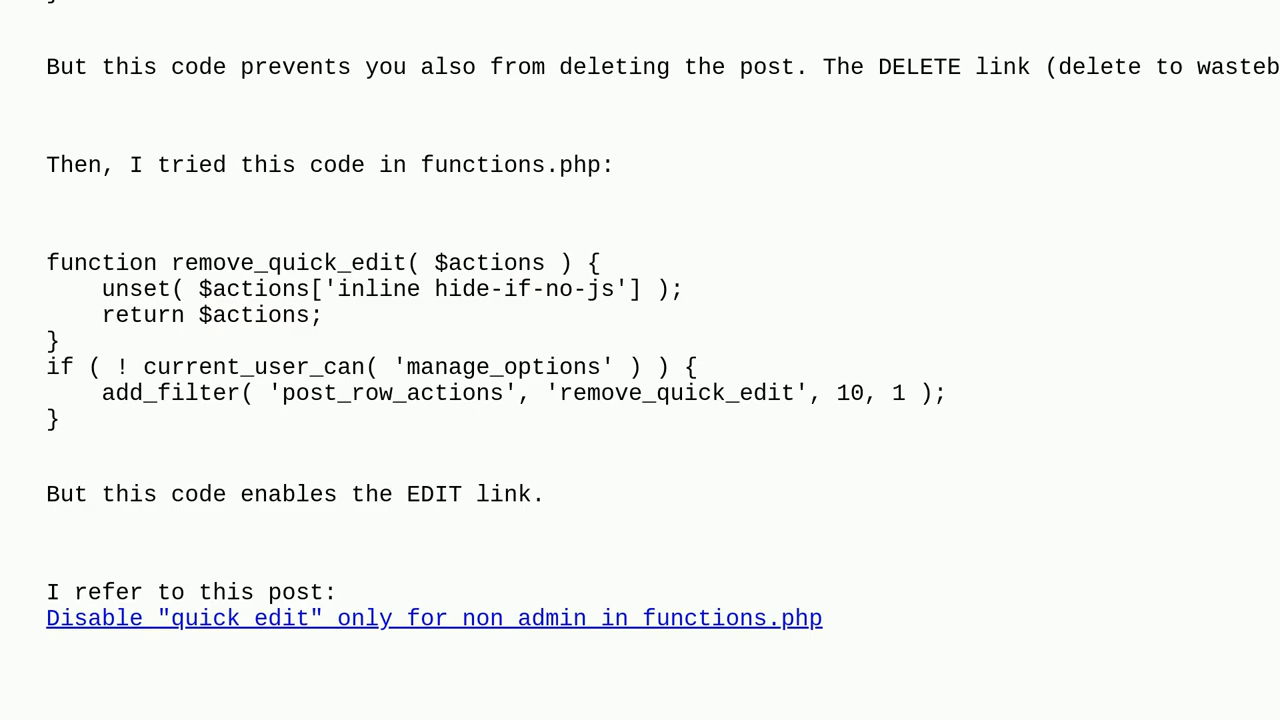 But this code prevents you also from deleting the post. The DELETE link (delete to wasteb
Then, I tried this code in functions.php:
function remove_quick_edit( $actions ) {
    unset( $actions['inline hide-if-no-js'] );
    return $actions;
}
if ( ! current_user_can( 'manage_options' ) ) {
    add_filter( 'post_row_actions', 'remove_quick_edit', 10, 1 );
}
But this code enables the EDIT link.
I refer to this post:
Disable "quick edit" only for non admin in functions.php